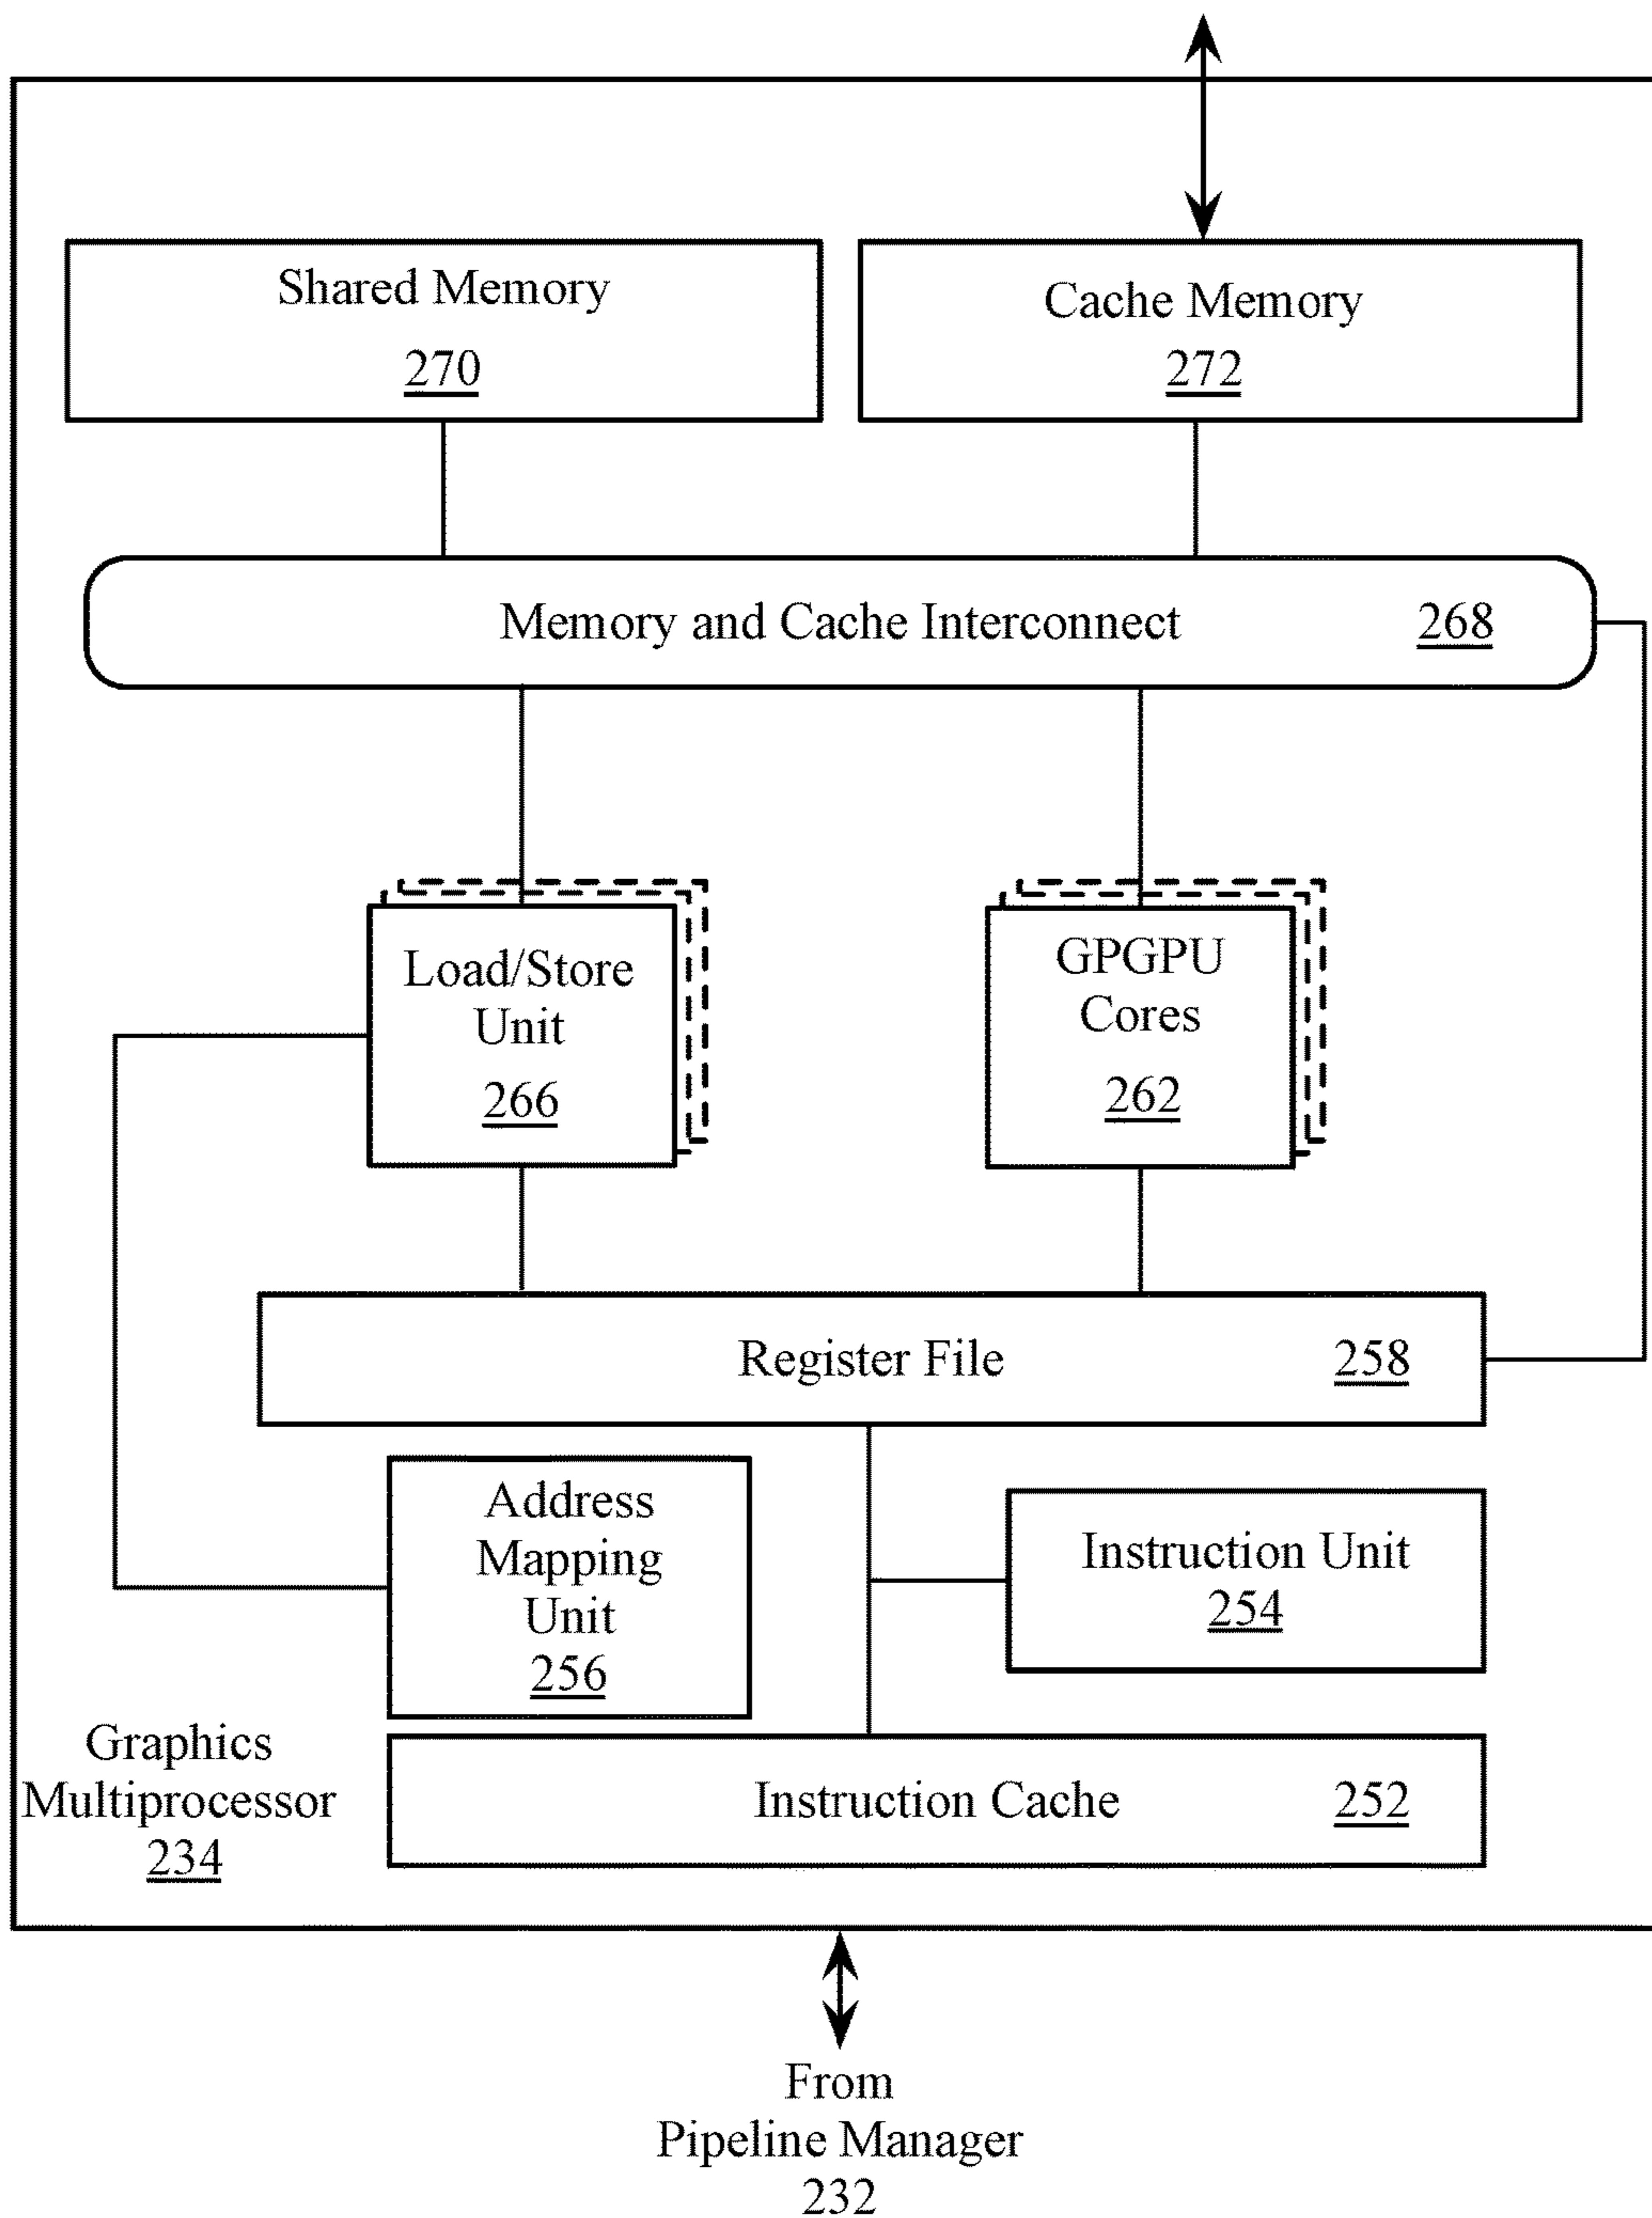 Shared Memory
270
Cache Memory
272
Memory and Cache Interconnect 268
Load/Store
Unit
266
GPGPU
Cores
262
Register File 258
Address
Mapping
Unit
256
Instruction Unit
254
Graphics
Multiprocessor
234
Instruction Cache 252
From
Pipeline Manager
232